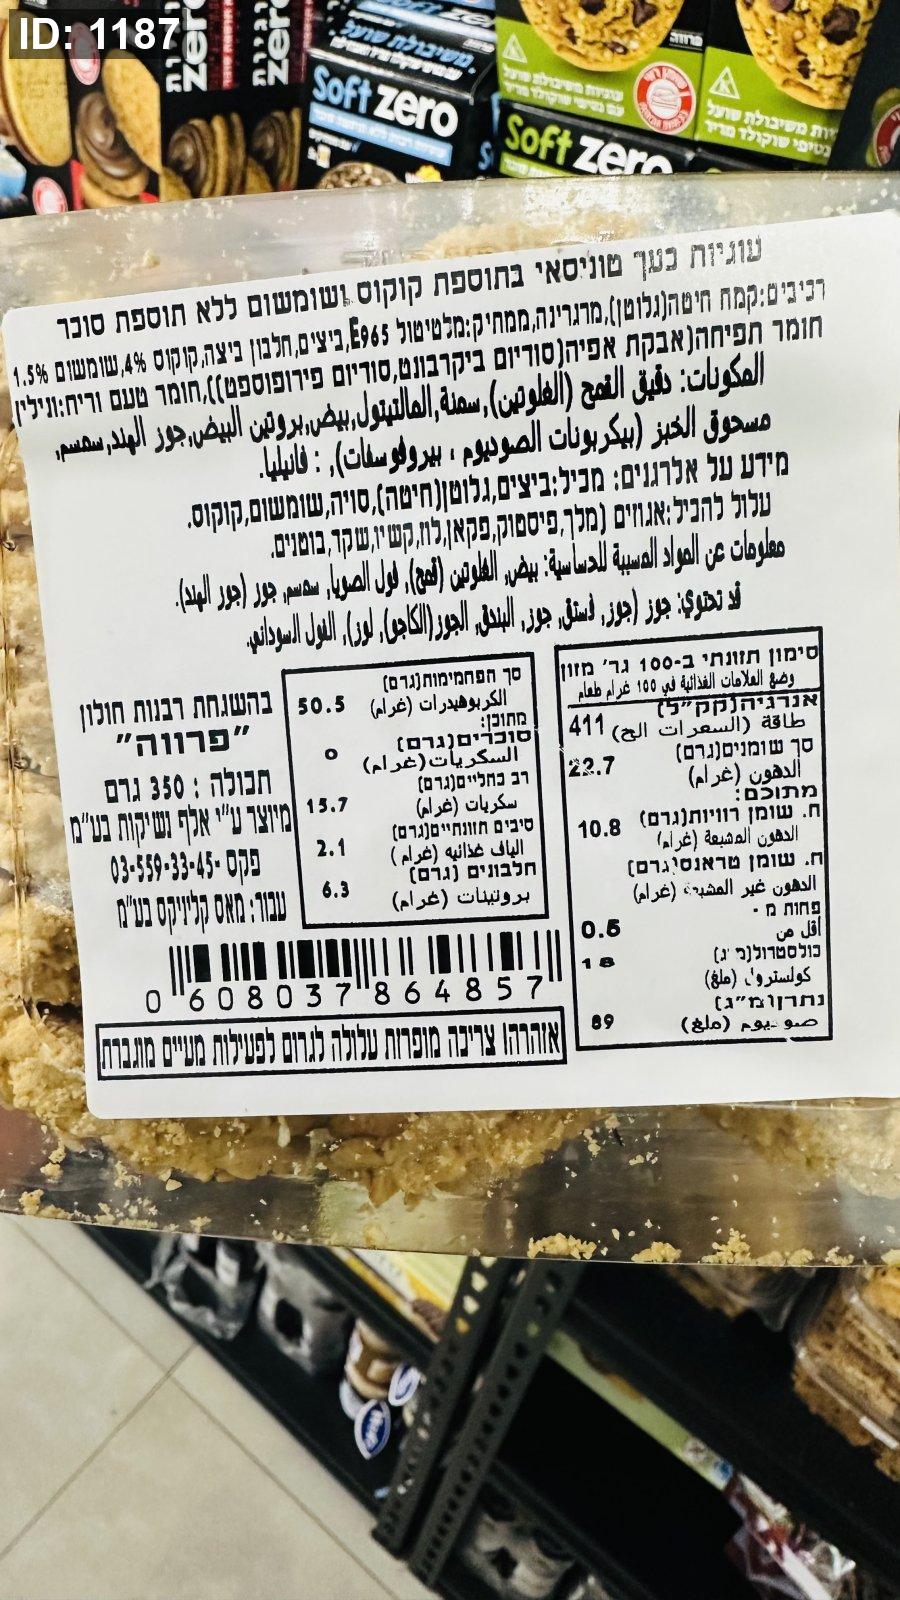 ID: 1187
Soft zero
Soft zero
עוגיות כעך טוניסאי בתוספת קוקוס ושומשום ללא תוספת סוכר
רכיבים:קמח חיטה(גלוטן),מרגרינה,ממתיק:מלטיטול E965,ביצים,חלבון ביצה,קוקוס 4%,שומשום 1.5%
חומר תפיחה(אבקת אפיה(סודיום ביקרבונט,סודיום פירופוספט)),חומר טעם וריח:ונילין
المكونات: دقيق القمح (الغلوتين),سمنة,المالتيتول,بيض,بروتين البيض,جوز الهند,سمسم,
مسحوق الخبز (بيكربونات الصوديوم ، بيروفوسفات), : فانيليا.
מידע על אלרגנים: מכיל:ביצים,גלוטן(חיטה),סויה,שומשום,קוקוס.
עלול להכיל:אגוזים (מלך,פיסטוק,פקאן,לוז,קשיו,שקד,בוטנים.
معلومات عن المواد المسببة للحساسية: بيض, الغلوتين (قمح), فول الصويا, سمسم, جوز (جوز الهند).
قد تحتوي: جوز (جوز, فستق, جوز, البندق, الجوز(الكاجو), لوز), الفول السوداني.
סימון תזונתי ב-100 גר' מזון
وضع العلامات الغذائية في 100 غرام طعام
אנרגיה(קק"ל)
طاقة (السعرات الح) 411
סך שומנים(גרם)
الدهون (غرام) 22.7
מתוכם:
ח. שומן רוויות(גרם)
الدهون المشبعة (غرام) 10.8
ח. שומן טראנס(גרם)
الدهون غير المشبعة (غرام)
פחות מ -
أقل من 0.5
כולסטרול(מ"ג)
كولسترول (ملغ) 18
נתרן(מ"ג)
صوديوم (ملغ) 89
סך הפחמימות(גרם)
الكربوهيدرات (غرام) 50.5
מתוכן:
סוכרים(גרם)
السكريات(غرام) 0
רב כהליים(גרם)
سكريات (غرام) 15.7
סיבים תזונתיים(גרם)
الياف غذائيه (غرام) 2.1
חלבונים (גרם)
بروتينات (غرام) 6.3
בהשגחת רבנות חולון
"פרווה"
תכולה : 350 גרם
מיוצר ע"י אלף נשיקות בע"מ
פקס -03-559-33-45
עבור: מאס קליניקס בע"מ
0 608037 864857
אזהרה! צריכה מופרזת עלולה לגרום לפעילות מעיים מוגברת